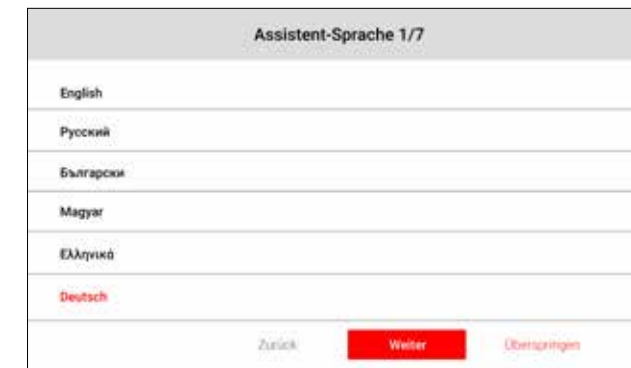 Assistent-Sprache 1/7
English
Русский
Български
Magyar
Ελληνικά
Deutsch
Zurück Weiter Überspringen